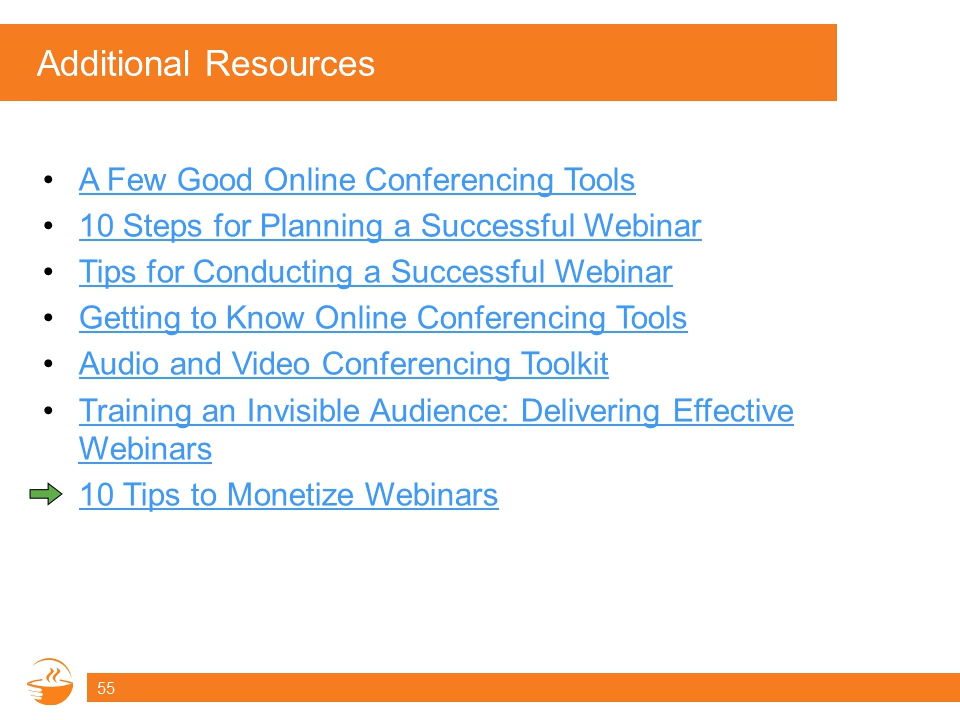 Additional Resources
• A Few Good Online Conferencing Tools
• 10 Steps for Planning a Successful Webinar
• Tips for Conducting a Successful Webinar
• Getting to Know Online Conferencing Tools
• Audio and Video Conferencing Toolkit
• Training an Invisible Audience: Delivering Effective
Webinars
10 Tips to Monetize Webinars
55